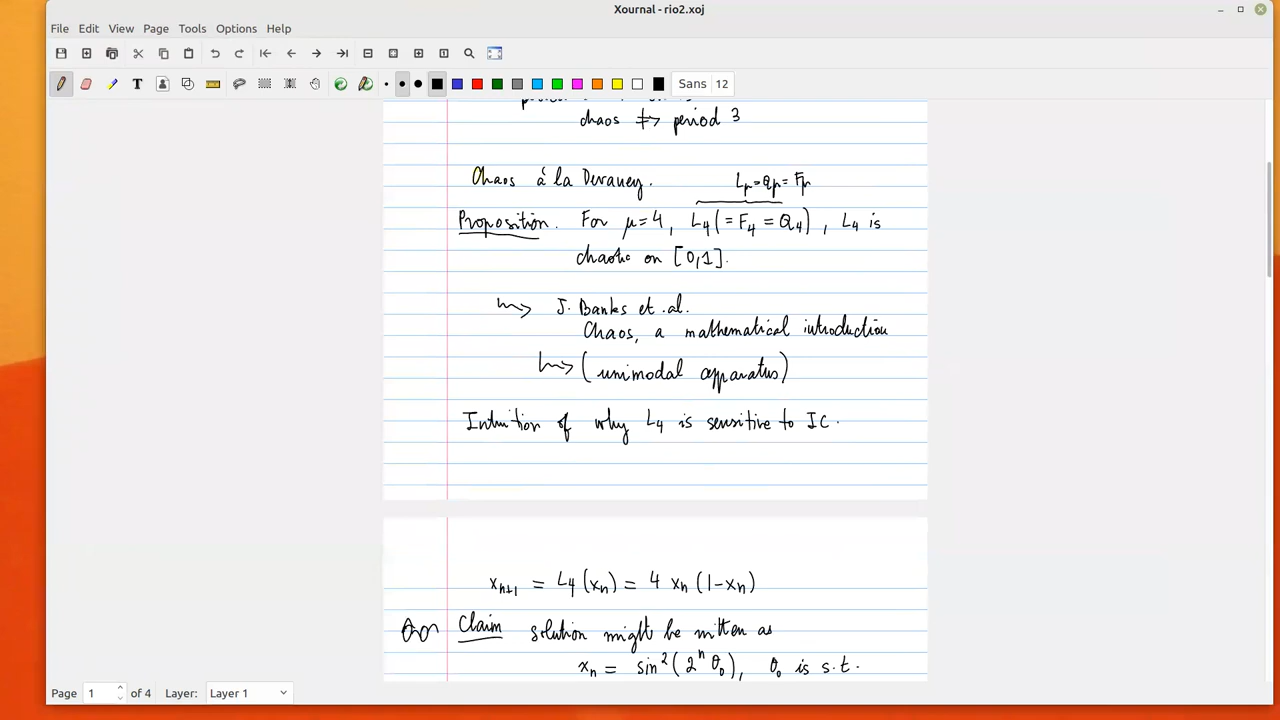 Xournal - rio2.xoj
File Edit View Page Tools Options Help
Sans 12
chaos ≠> period 3
Chaos à la Devaney.
Lμ = Qμ = Fμ
Proposition. For μ=4, L4 (= F4 = Q4), L4 is
chaotic on [0,1].
J. Banks et.al.
Chaos, a mathematical introduction
(unimodal apparatus)
Intuition of why L4 is sensitive to IC.
xn+1 = L4(xn) = 4 xn (1-xn)
Claim solution might be written as
xn = sin²(2ⁿ θ0), θ0 is s.t.
Page 1 of 4 Layer: Layer 1